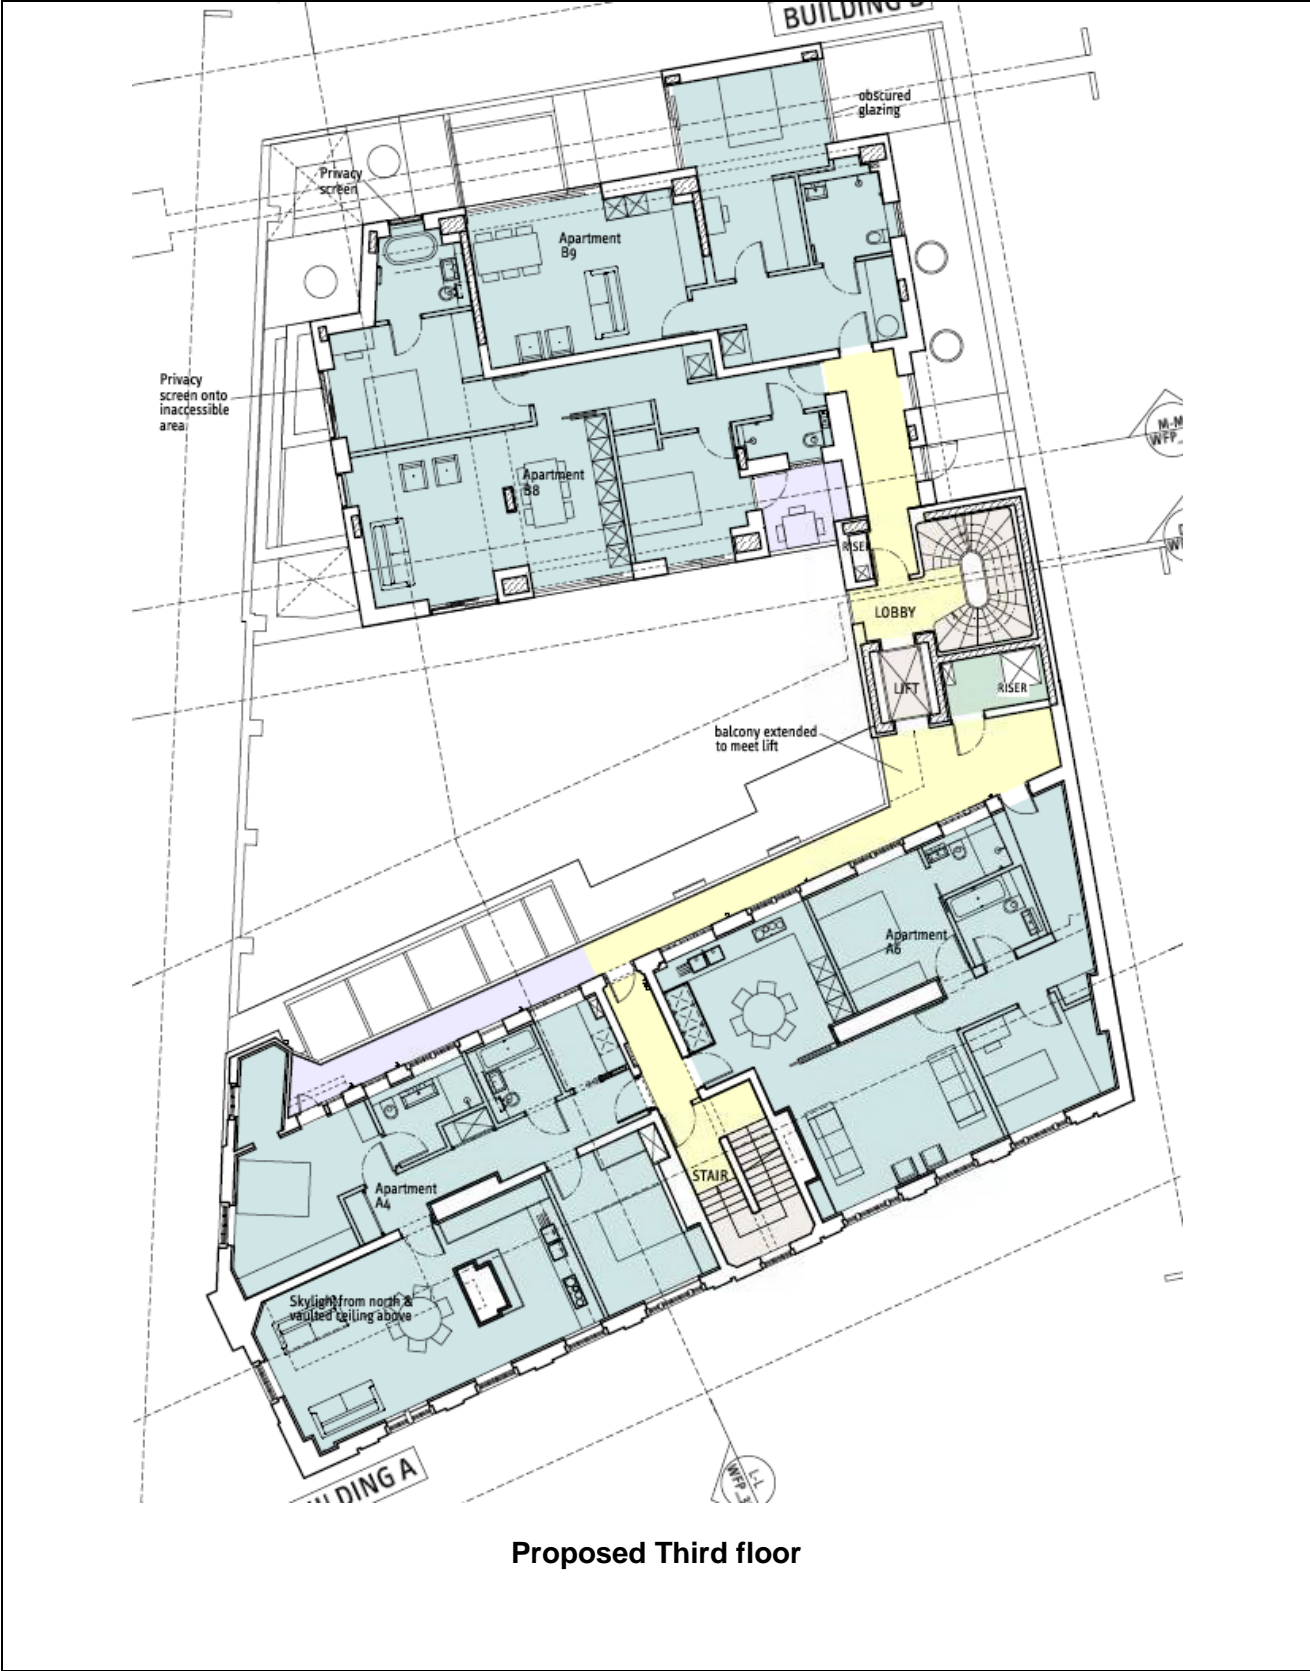 BUILDING B
obscured
glazing
Privacy
screen
Apartment
B9
Privacy
screen onto
inaccessible
area
M-M
WFP_
Apartment
B8
RISER
LOBBY
LIFT
RISER
balcony extended
to meet lift
Apartment
A6
STAIR
Apartment
A4
Skylight from north &
vaulted ceiling above
BUILDING A
L-L
WFP_3
Proposed Third floor